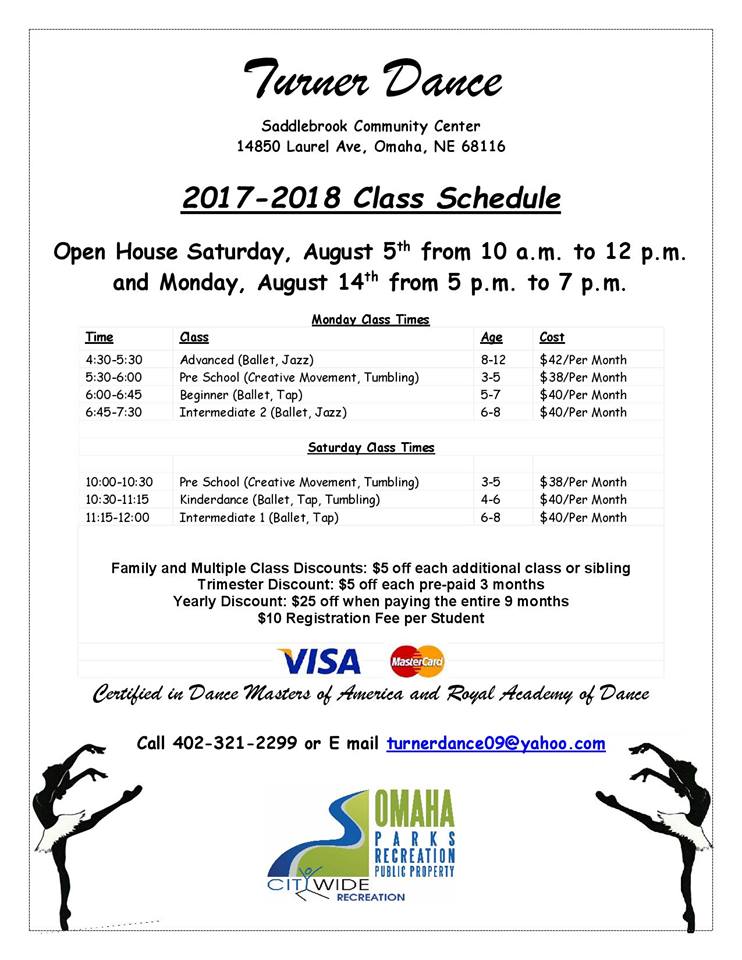 Turner Dance
Saddlebrook Community Center
14850 Laurel Ave, Omaha, NE 68116
2017-2018 Class Schedule
Open House Saturday, August 5th from 10 a.m. to 12 p.m.
and Monday, August 14th from 5 p.m. to 7 p.m.
Monday Class Times
Time Class Age Cost
4:30-5:30 Advanced (Ballet, Jazz) 8-12 $42/Per Month
5:30-6:00 Pre School (Creative Movement, Tumbling) 3-5 $38/Per Month
6:00-6:45 Beginner (Ballet, Tap) 5-7 $40/Per Month
6:45-7:30 Intermediate 2 (Ballet, Jazz) 6-8 $40/Per Month
Saturday Class Times
10:00-10:30 Pre School (Creative Movement, Tumbling) 3-5 $38/Per Month
10:30-11:15 Kinderdance (Ballet, Tap, Tumbling) 4-6 $40/Per Month
11:15-12:00 Intermediate 1 (Ballet, Tap) 6-8 $40/Per Month
Family and Multiple Class Discounts: $5 off each additional class or sibling
Trimester Discount: $5 off each pre-paid 3 months
Yearly Discount: $25 off when paying the entire 9 months
$10 Registration Fee per Student
VISA MasterCard
Certified in Dance Masters of America and Royal Academy of Dance
Call 402-321-2299 or E mail turnerdance09@yahoo.com
OMAHA
PARKS
RECREATION
PUBLIC PROPERTY
CITYWIDE
RECREATION